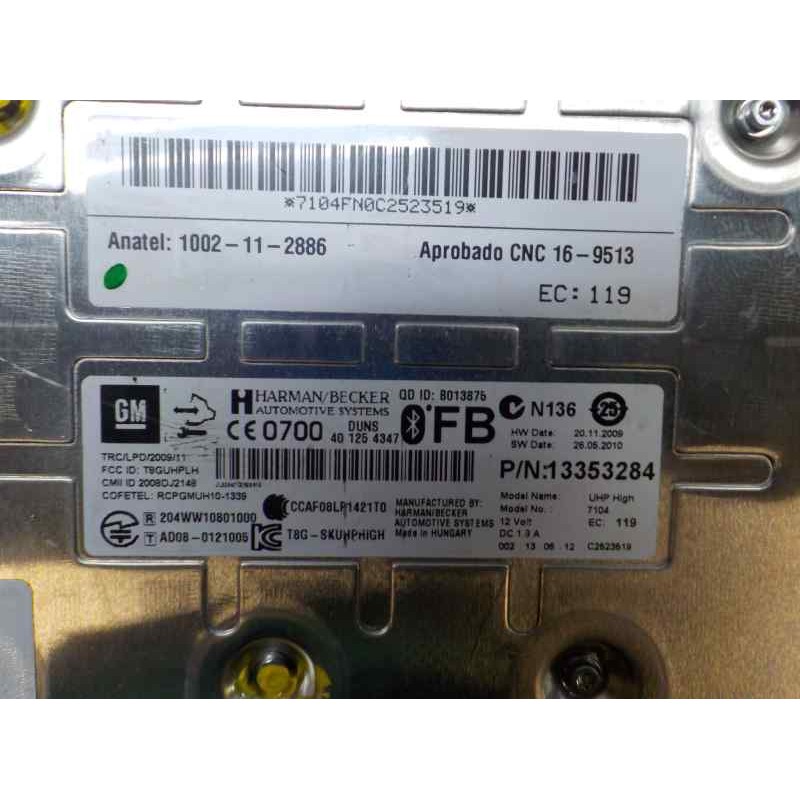 *7104FN0C2523519*
Anatel: 1002-11-2886 Aprobado CNC 16-9513
EC: 119
GM HARMAN/BECKER QD ID: B013875
AUTOMOTIVE SYSTEMS
CE 0700 DUNS FB N136 25
40 125 4347
HW Date: 20.11.2009
SW Date: 26.05.2010
TRC/LPD/2009/11
FCC ID: T8GUHPLH
CMII ID 2008DJ2148
COFETEL: RCPGMUH10-1339
P/N:13353284
Model Name: UHP High
Model No.: 7104
12 Volt EC: 119
DC 1.3 A
002 13 06 12 C2523519
R 204WW10801000
T AD08-0121005
CCAF08LP1421T0
T8G-SKUHPHIGH
MANUFACTURED BY:
HARMAN/BECKER
AUTOMOTIVE SYSTEMS
Made in HUNGARY